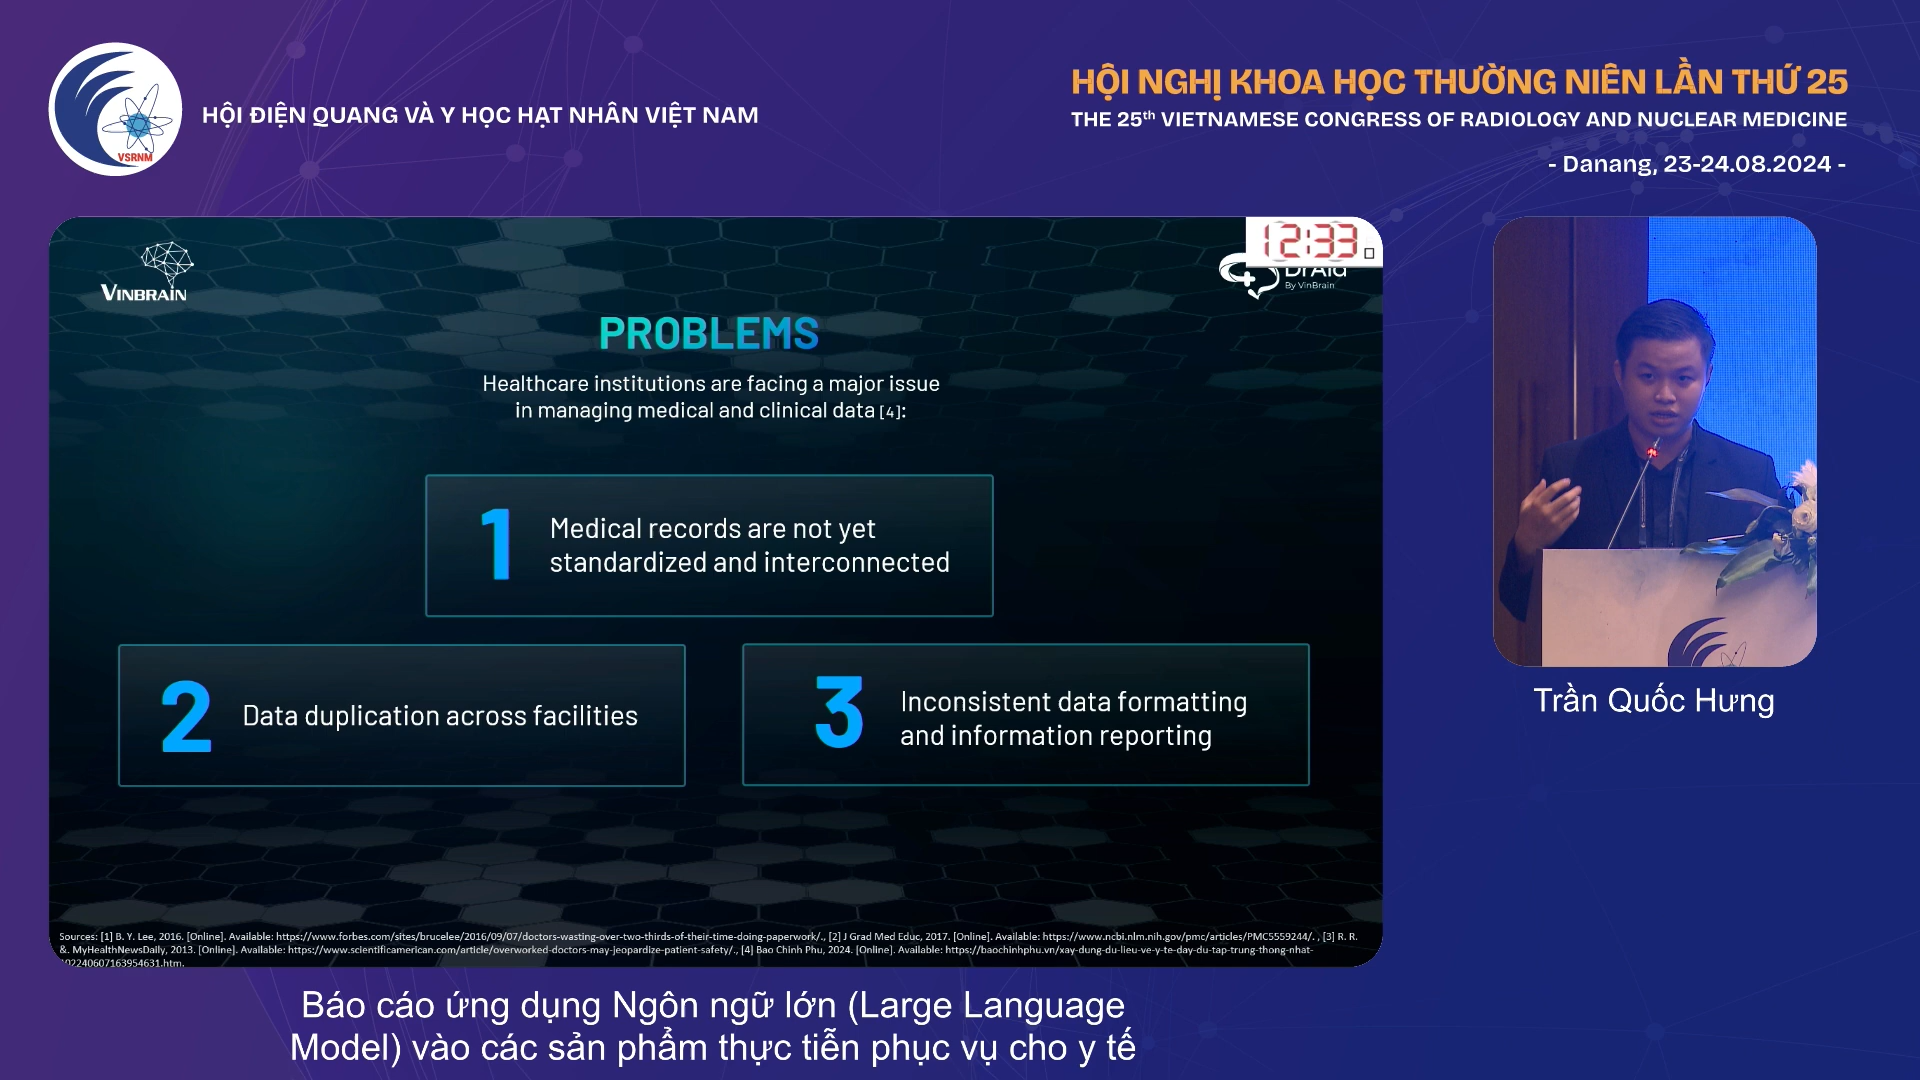 VSRNM
HỘI ĐIỆN QUANG VÀ Y HỌC HẠT NHÂN VIỆT NAM
HỘI NGHỊ KHOA HỌC THƯỜNG NIÊN LẦN THỨ 25
THE 25th VIETNAMESE CONGRESS OF RADIOLOGY AND NUCLEAR MEDICINE
- Danang, 23-24.08.2024 -
VINBRAIN
12:33
DrAid
By VinBrain
PROBLEMS
Healthcare institutions are facing a major issue
in managing medical and clinical data [4]:
1
Medical records are not yet
standardized and interconnected
2
Data duplication across facilities
3
Inconsistent data formatting
and information reporting
Sources: [1] B. Y. Lee, 2016. [Online]. Available: https://www.forbes.com/sites/brucelee/2016/09/07/doctors-wasting-over-two-thirds-of-their-time-doing-paperwork/., [2] J Grad Med Educ, 2017. [Online]. Available: https://www.ncbi.nlm.nih.gov/pmc/articles/PMC5559244/. , [3] R. R.
&. MyHealthNewsDaily, 2013. [Online]. Available: https://www.scientificamerican.com/article/overworked-doctors-may-jeopardize-patient-safety/., [4] Bao Chinh Phu, 2024. [Online]. Available: https://baochinhphu.vn/xay-dung-du-lieu-ve-y-te-day-du-tap-trung-thong-nhat-
102240607163954631.htm.
Trần Quốc Hưng
Báo cáo ứng dụng Ngôn ngữ lớn (Large Language
Model) vào các sản phẩm thực tiễn phục vụ cho y tế